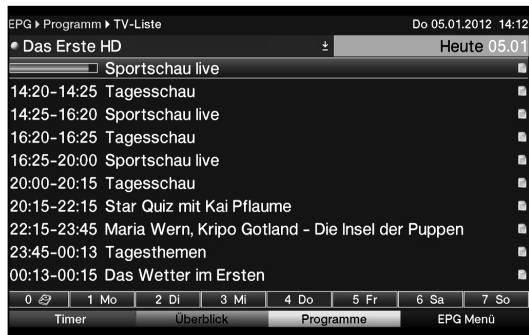 EPG ▸ Programm ▸ TV-Liste Do 05.01.2012 14:12
Das Erste HD Heute 05.01
Sportschau live
14:20-14:25 Tagesschau
14:25-16:20 Sportschau live
16:20-16:25 Tagesschau
16:25-20:00 Sportschau live
20:00-20:15 Tagesschau
20:15-22:15 Star Quiz mit Kai Pflaume
22:15-23:45 Maria Wern, Kripo Gotland - Die Insel der Puppen
23:45-00:13 Tagesthemen
00:13-00:15 Das Wetter im Ersten
0 1 Mo 2 Di 3 Mi 4 Do 5 Fr 6 Sa 7 So
Timer Überblick Programme EPG Menü